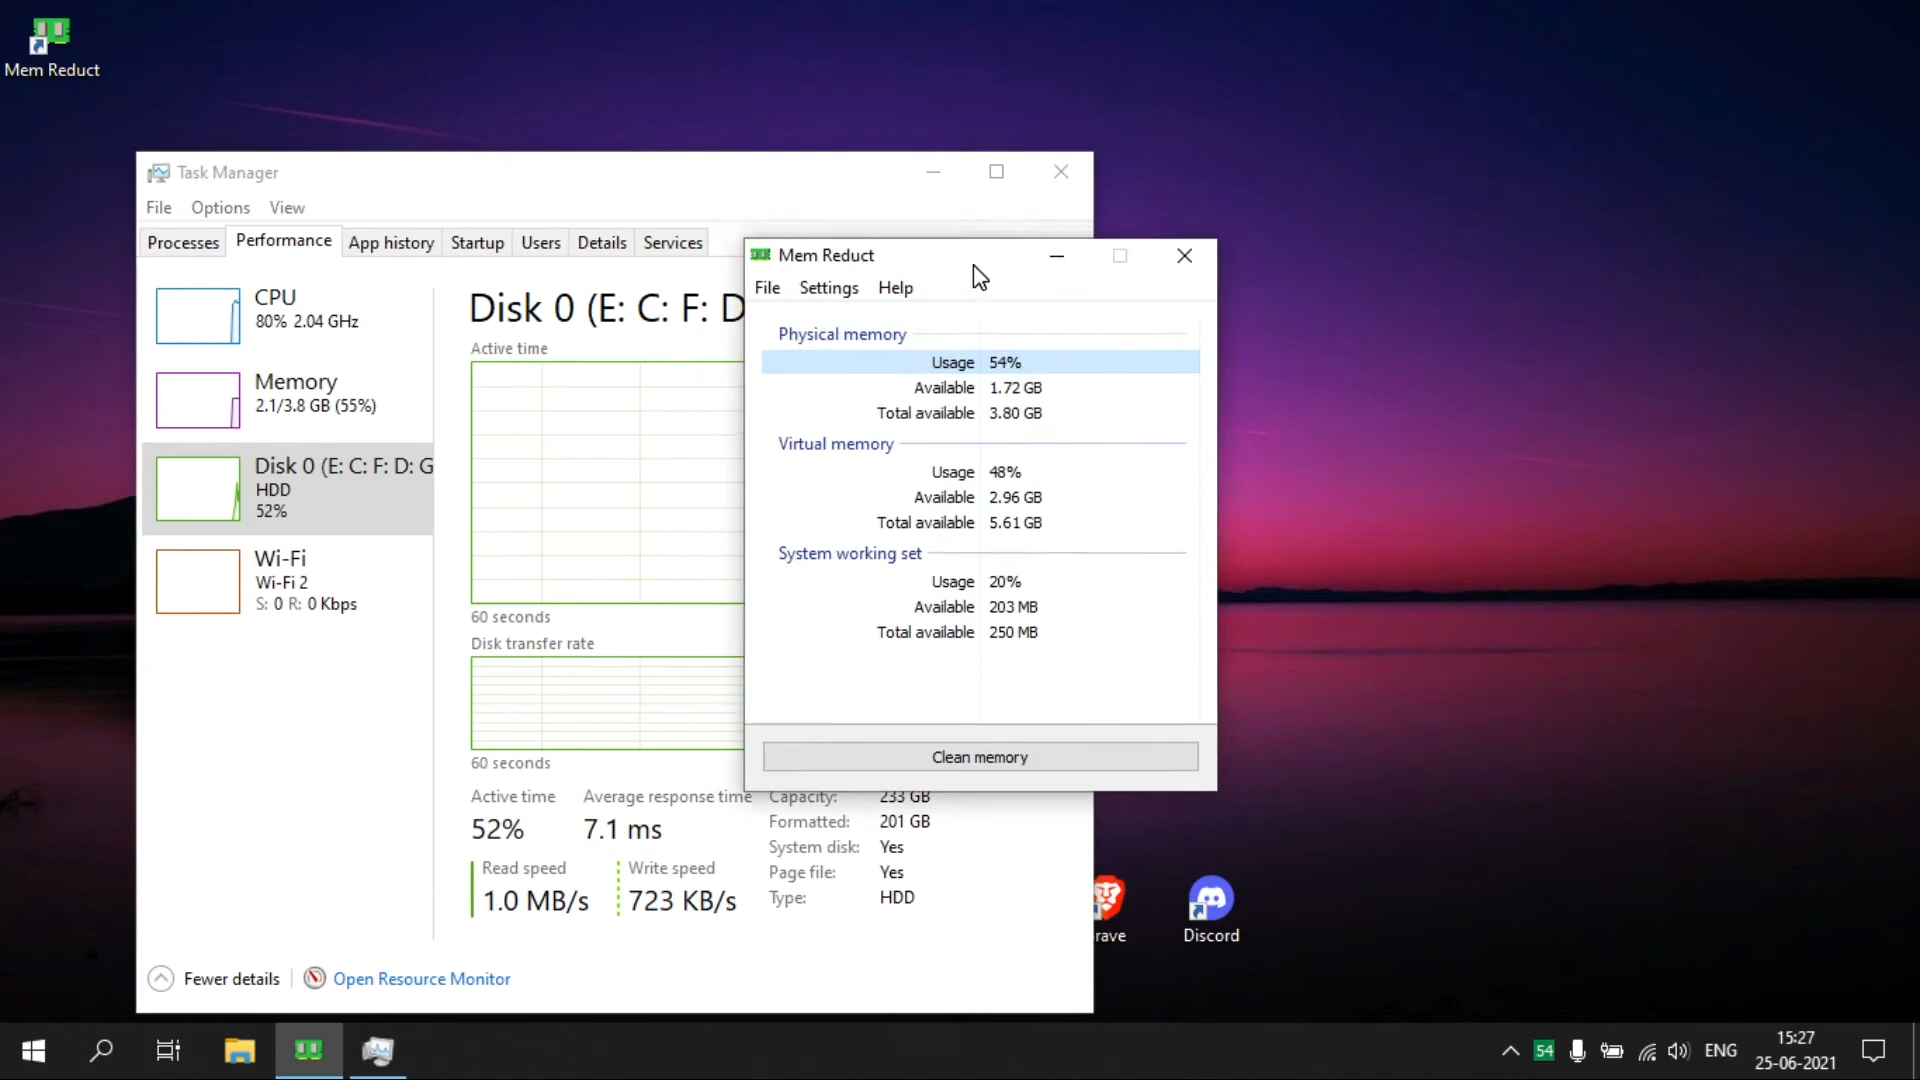 Mem Reduct
Task Manager
File Options View
Processes Performance App history Startup Users Details Services
CPU
80% 2.04 GHz
Memory
2.1/3.8 GB (55%)
Disk 0 (E: C: F: D: G
HDD
52%
Wi-Fi
Wi-Fi 2
S: 0 R: 0 Kbps
Disk 0 (E: C: F: D
Active time
60 seconds
Disk transfer rate
60 seconds
Active time Average response time
52% 7.1 ms
Read speed Write speed
1.0 MB/s 723 KB/s
Capacity: 233 GB
Formatted: 201 GB
System disk: Yes
Page file: Yes
Type: HDD
Fewer details Open Resource Monitor
Mem Reduct
File Settings Help
Physical memory
Usage 54%
Available 1.72 GB
Total available 3.80 GB
Virtual memory
Usage 48%
Available 2.96 GB
Total available 5.61 GB
System working set
Usage 20%
Available 203 MB
Total available 250 MB
Clean memory
rave
Discord
54
ENG
15:27
25-06-2021